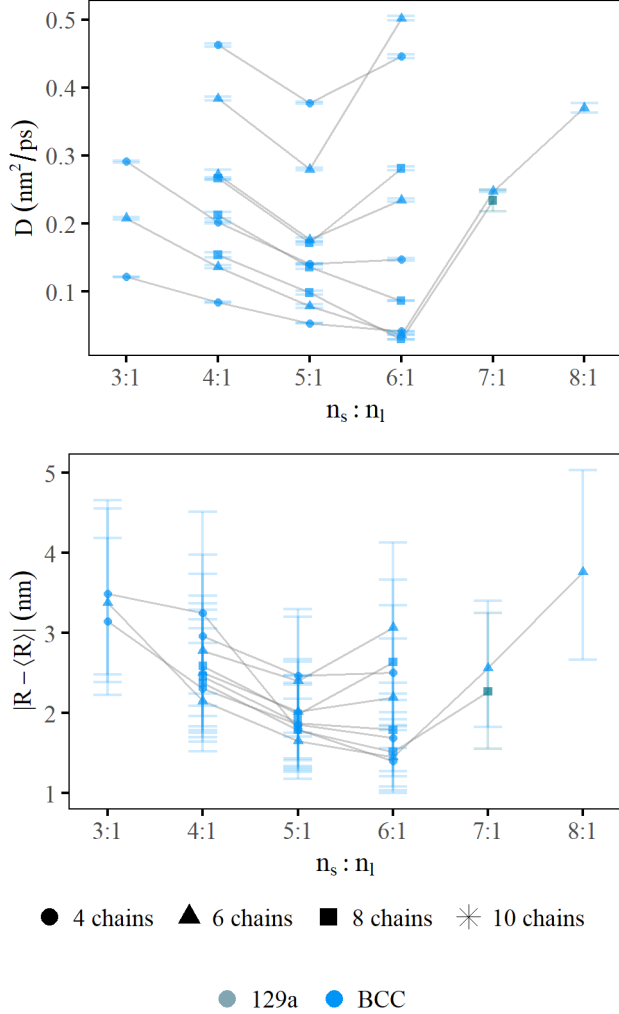 0.5
0.4
0.3
0.2
0.1
D (nm²/ps)
3:1 4:1 5:1 6:1 7:1 8:1
nₛ : nₗ
5
4
3
2
1
|R − ⟨R⟩| (nm)
3:1 4:1 5:1 6:1 7:1 8:1
nₛ : nₗ
4 chains 6 chains 8 chains 10 chains
129a BCC